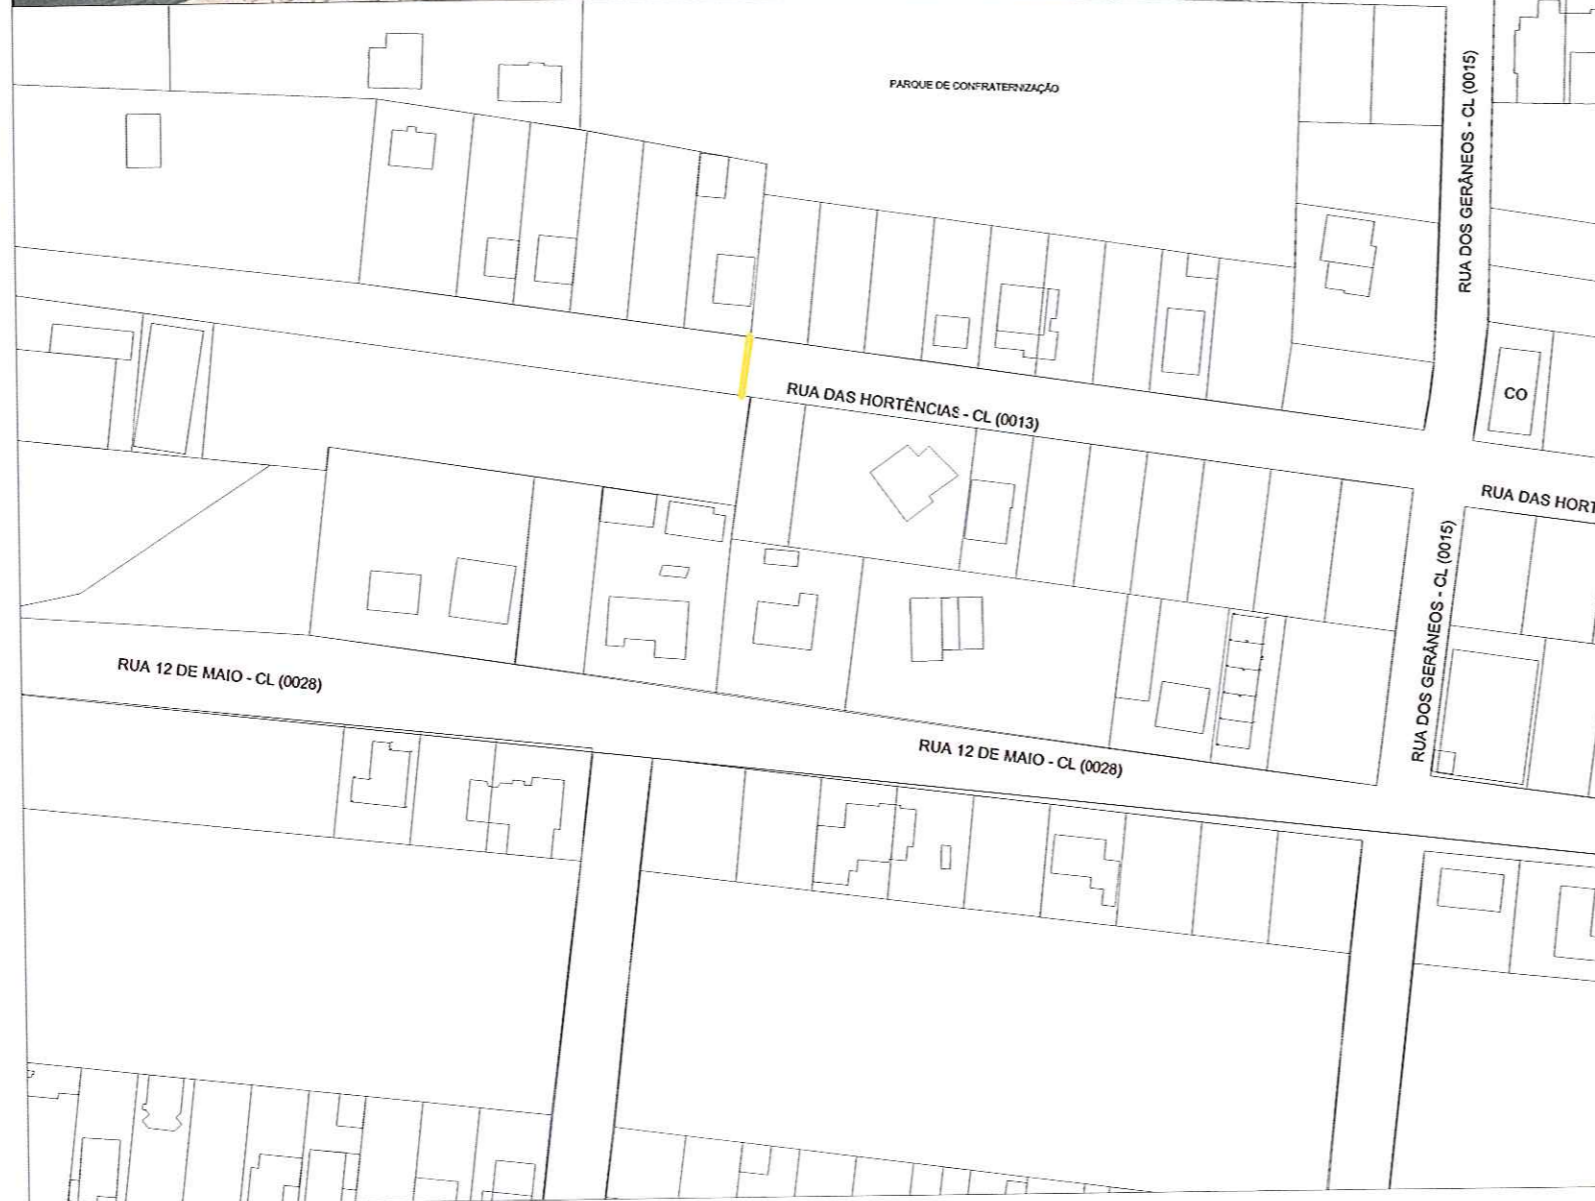 PARQUE DE CONFRATERNIZAÇÃO
RUA DOS GERÂNEOS - CL (0015)
RUA DAS HORTÊNCIAS - CL (0013)
CO
RUA DAS HORT
RUA DOS GERÂNEOS - CL (0015)
RUA 12 DE MAIO - CL (0028)
RUA 12 DE MAIO - CL (0028)